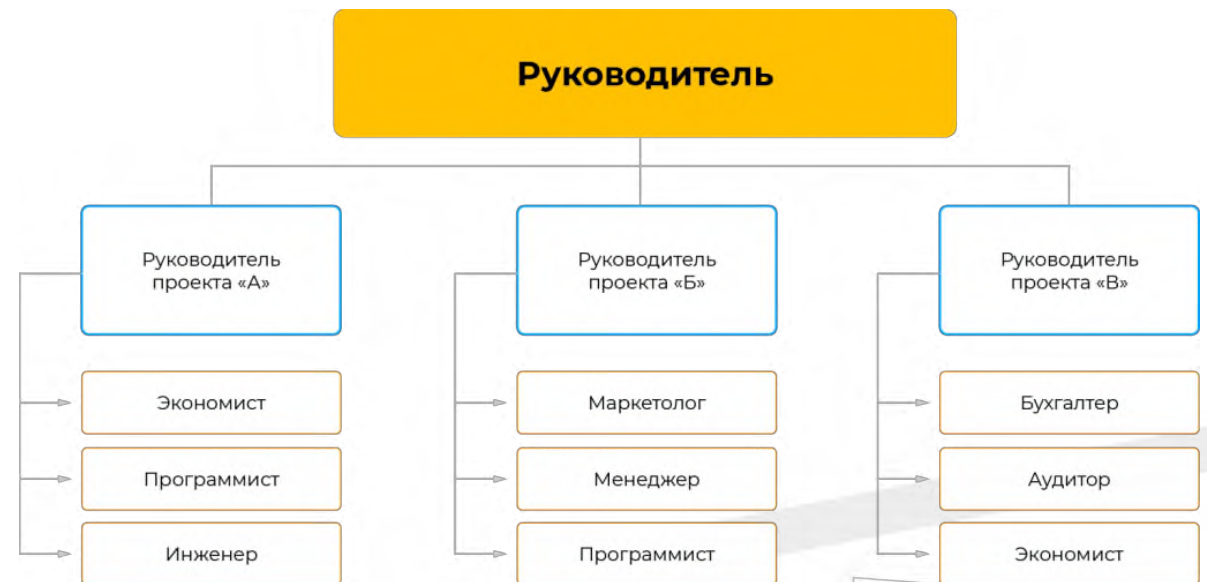 Руководитель
Руководитель
проекта «А»
Руководитель
проекта «Б»
Руководитель
проекта «В»
Экономист
Маркетолог
Бухгалтер
Программист
Менеджер
Аудитор
Инженер
Программист
Экономист